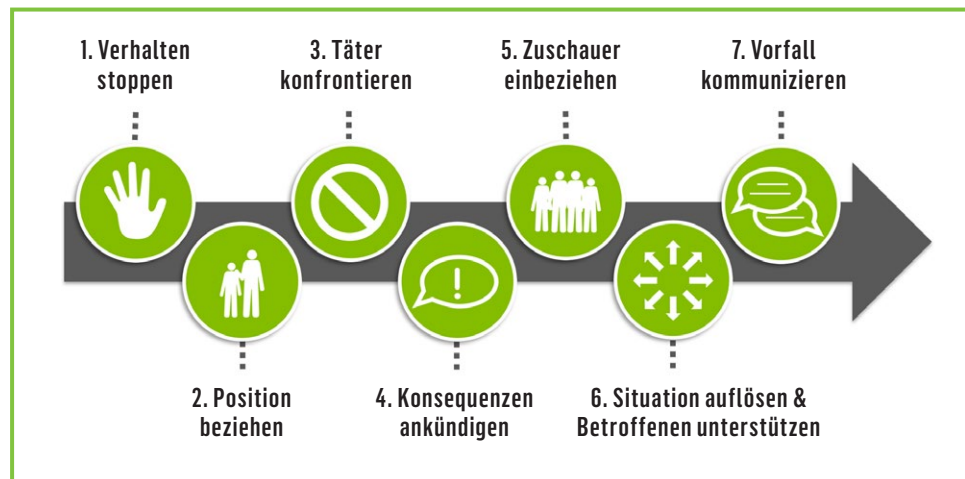 1. Verhalten
stoppen
2. Position
beziehen
3. Täter
konfrontieren
4. Konsequenzen
ankündigen
5. Zuschauer
einbeziehen
6. Situation auflösen &
Betroffenen unterstützen
7. Vorfall
kommunizieren